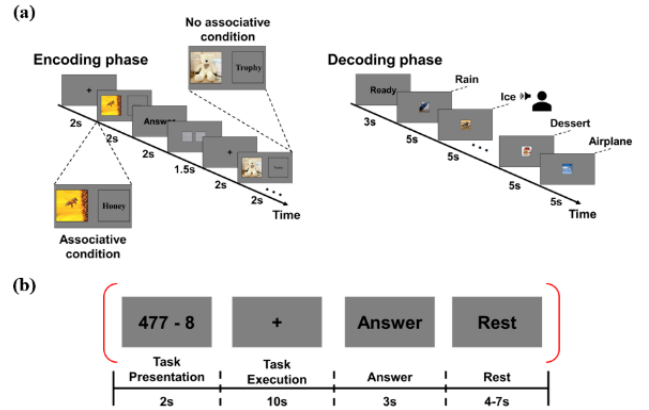 (a)
No associative
condition
Encoding phase
+
Trophy
Answer
+
2s
2s
2s
1.5s
2s
2s
Time
Honey
Associative
condition
Decoding phase
Ready
Rain
Ice
Dessert
Airplane
3s
5s
5s
5s
5s
Time
(b)
477 - 8
+
Answer
Rest
Task
Presentation
Task
Execution
Answer
Rest
2s
10s
3s
4-7s